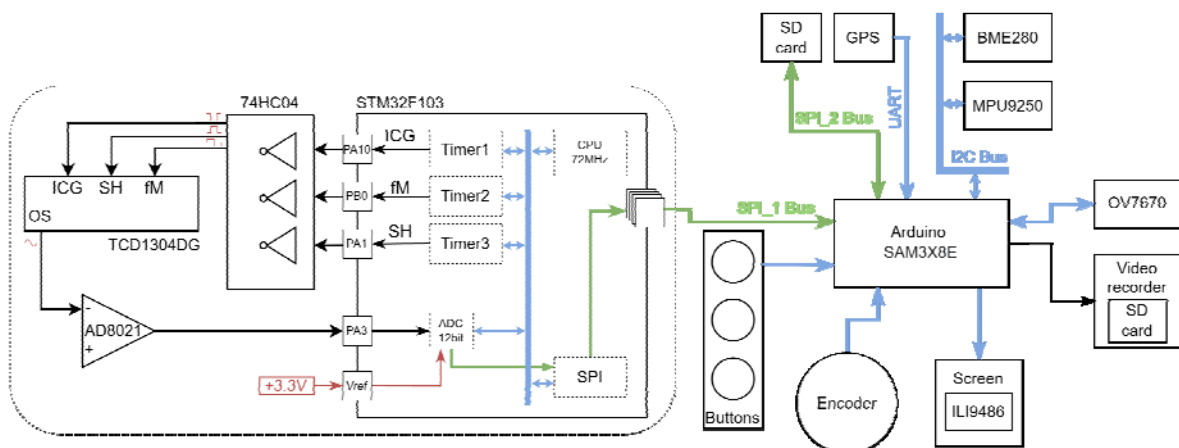 74HC04
STM32F103
ICG
SH
fM
OS
TCD1304DG
-
AD8021
+
PA10
ICG
Timer1
CPU
72MHz
PB0
fM
Timer2
PA1
SH
Timer3
PA3
ADC
12bit
+3.3V
Vref
SPI
SPI_1 Bus
SD
card
GPS
SPI_2 Bus
UART
BME280
MPU9250
I2C Bus
Arduino
SAM3X8E
OV7670
Video
recorder
SD
card
Buttons
Encoder
Screen
ILI9486